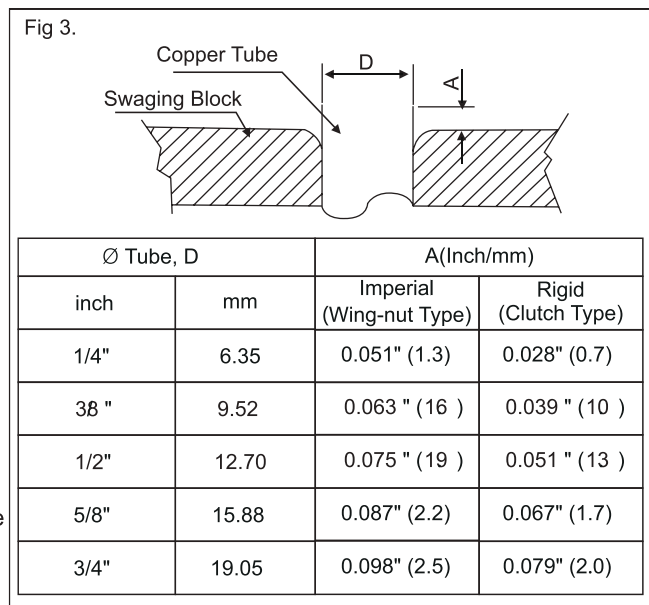 Fig 3.
Copper Tube
D
A
Swaging Block
Ø Tube, D
A(Inch/mm)
inch
mm
Imperial
(Wing-nut Type)
Rigid
(Clutch Type)
1/4" 6.35 0.051" (1.3) 0.028" (0.7)
3/8 " 9.52 0.063 " (16 ) 0.039 " (10 )
1/2" 12.70 0.075 " (19 ) 0.051 " (13 )
5/8" 15.88 0.087" (2.2) 0.067" (1.7)
3/4" 19.05 0.098" (2.5) 0.079" (2.0)
e